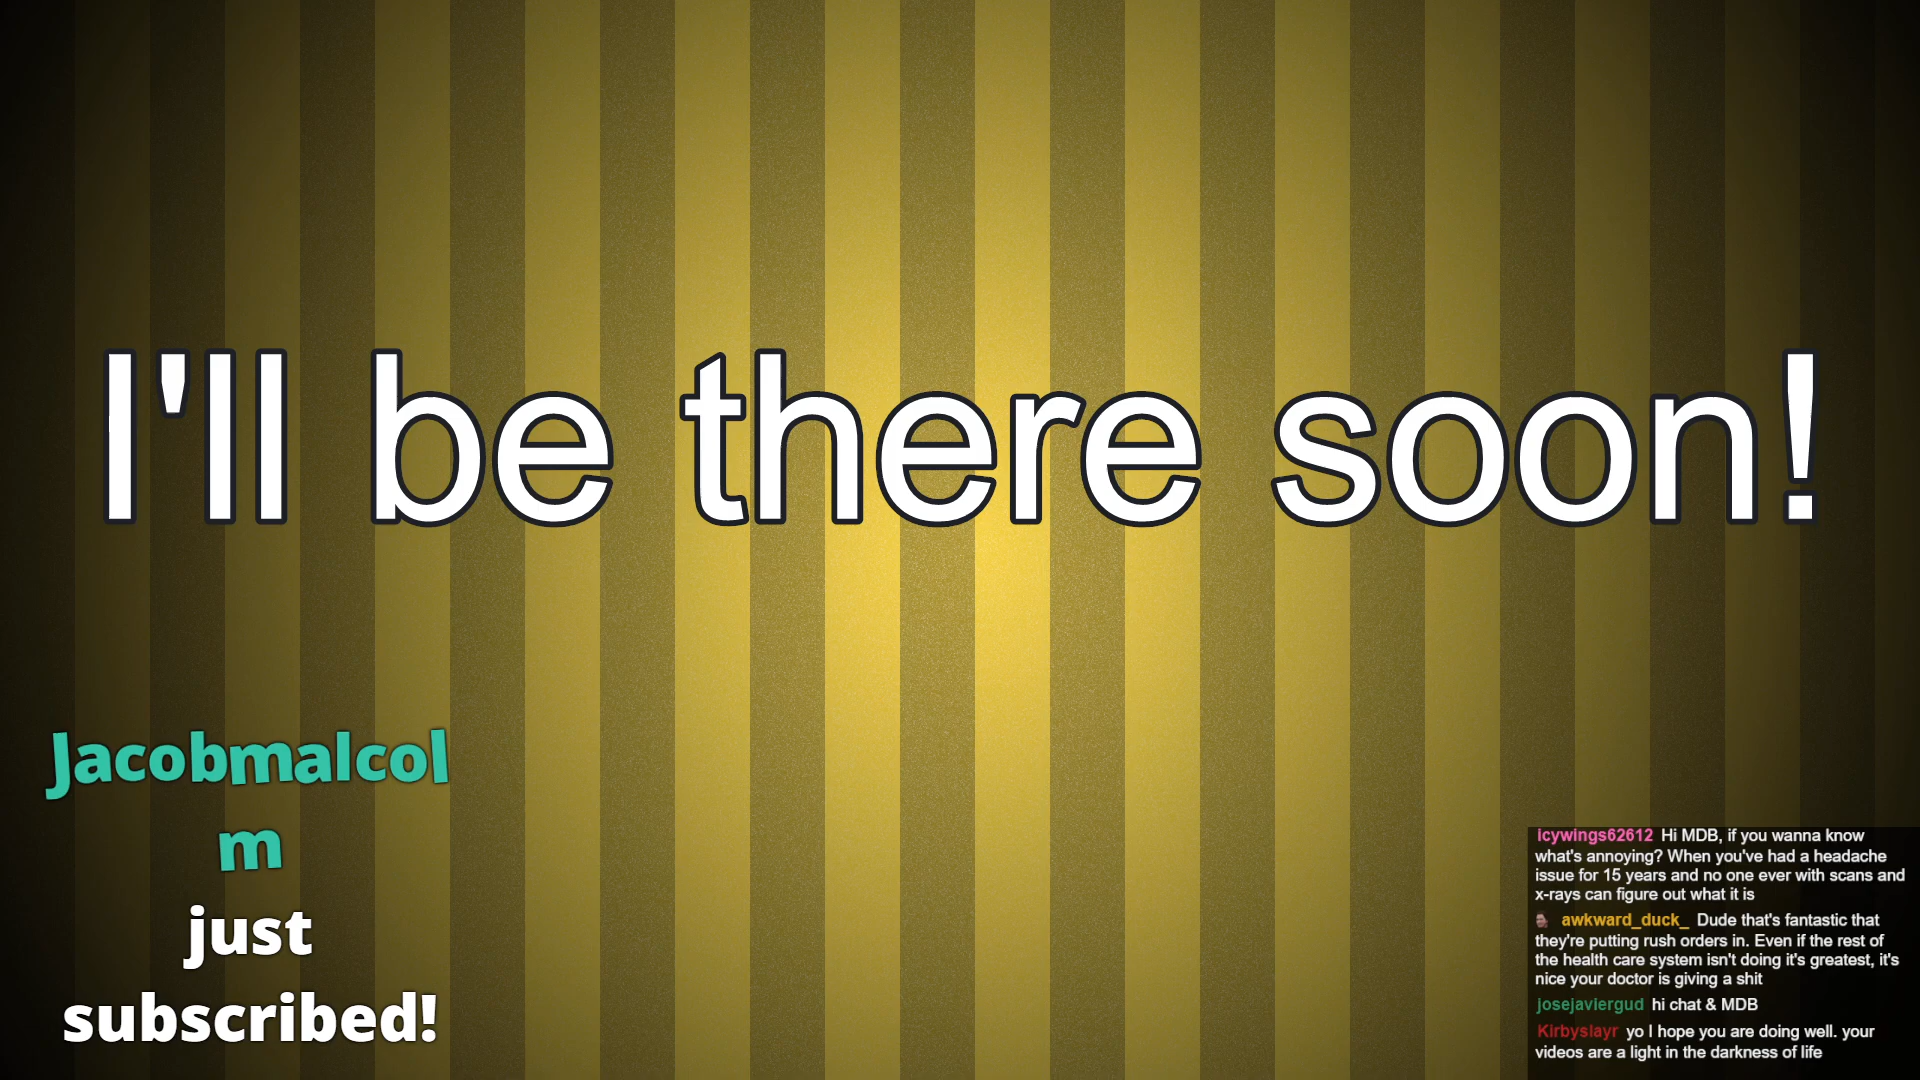 I'll be there soon!
Jacobmalcol
m
just
subscribed!
icywings62612 Hi MDB, if you wanna know
what's annoying? When you've had a headache
issue for 15 years and no one ever with scans and
x-rays can figure out what it is
awkward_duck_ Dude that's fantastic that
they're putting rush orders in. Even if the rest of
the health care system isn't doing it's greatest, it's
nice your doctor is giving a shit
josejaviergud hi chat & MDB
Kirbyslayr yo I hope you are doing well. your
videos are a light in the darkness of life